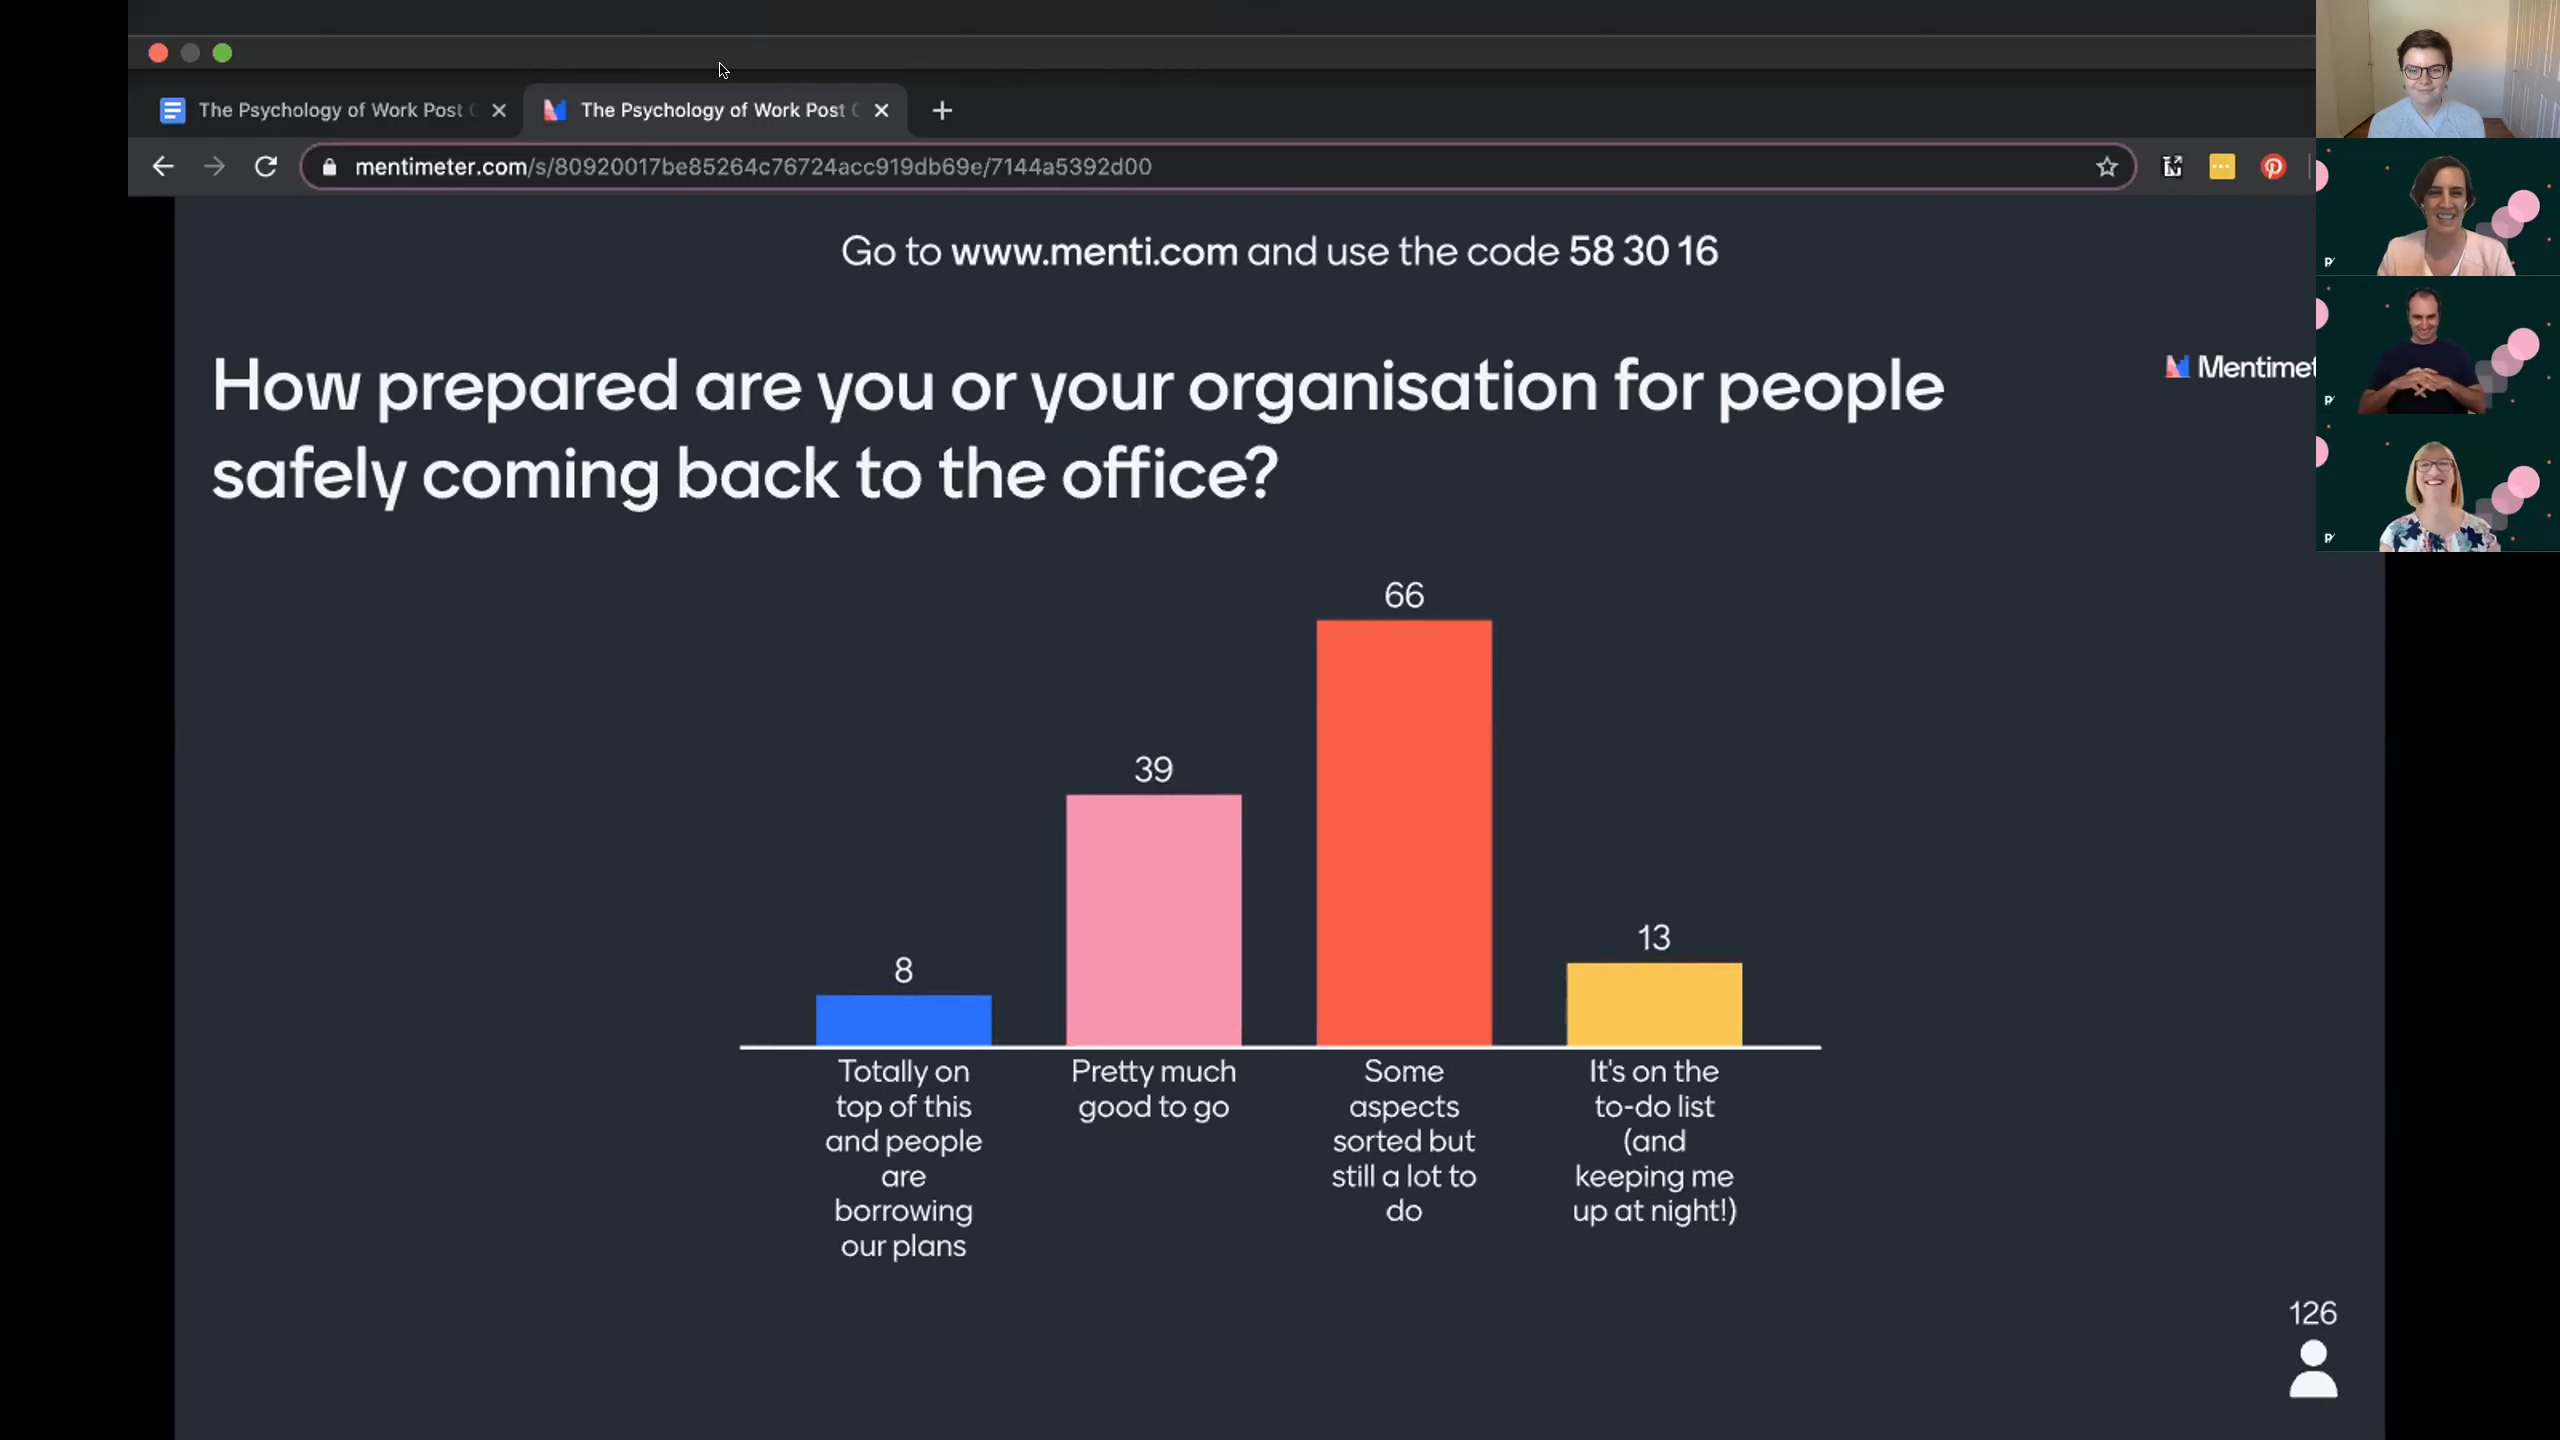 The Psychology of Work Post
The Psychology of Work Post
mentimeter.com/s/80920017be85264c76724acc919db69e/7144a5392d00
Go to www.menti.com and use the code 58 30 16
How prepared are you or your organisation for people
safely coming back to the office?
Mentimet
8
39
66
13
Totally on
top of this
and people
are
borrowing
our plans
Pretty much
good to go
Some
aspects
sorted but
still a lot to
do
It's on the
to-do list
(and
keeping me
up at night!)
126